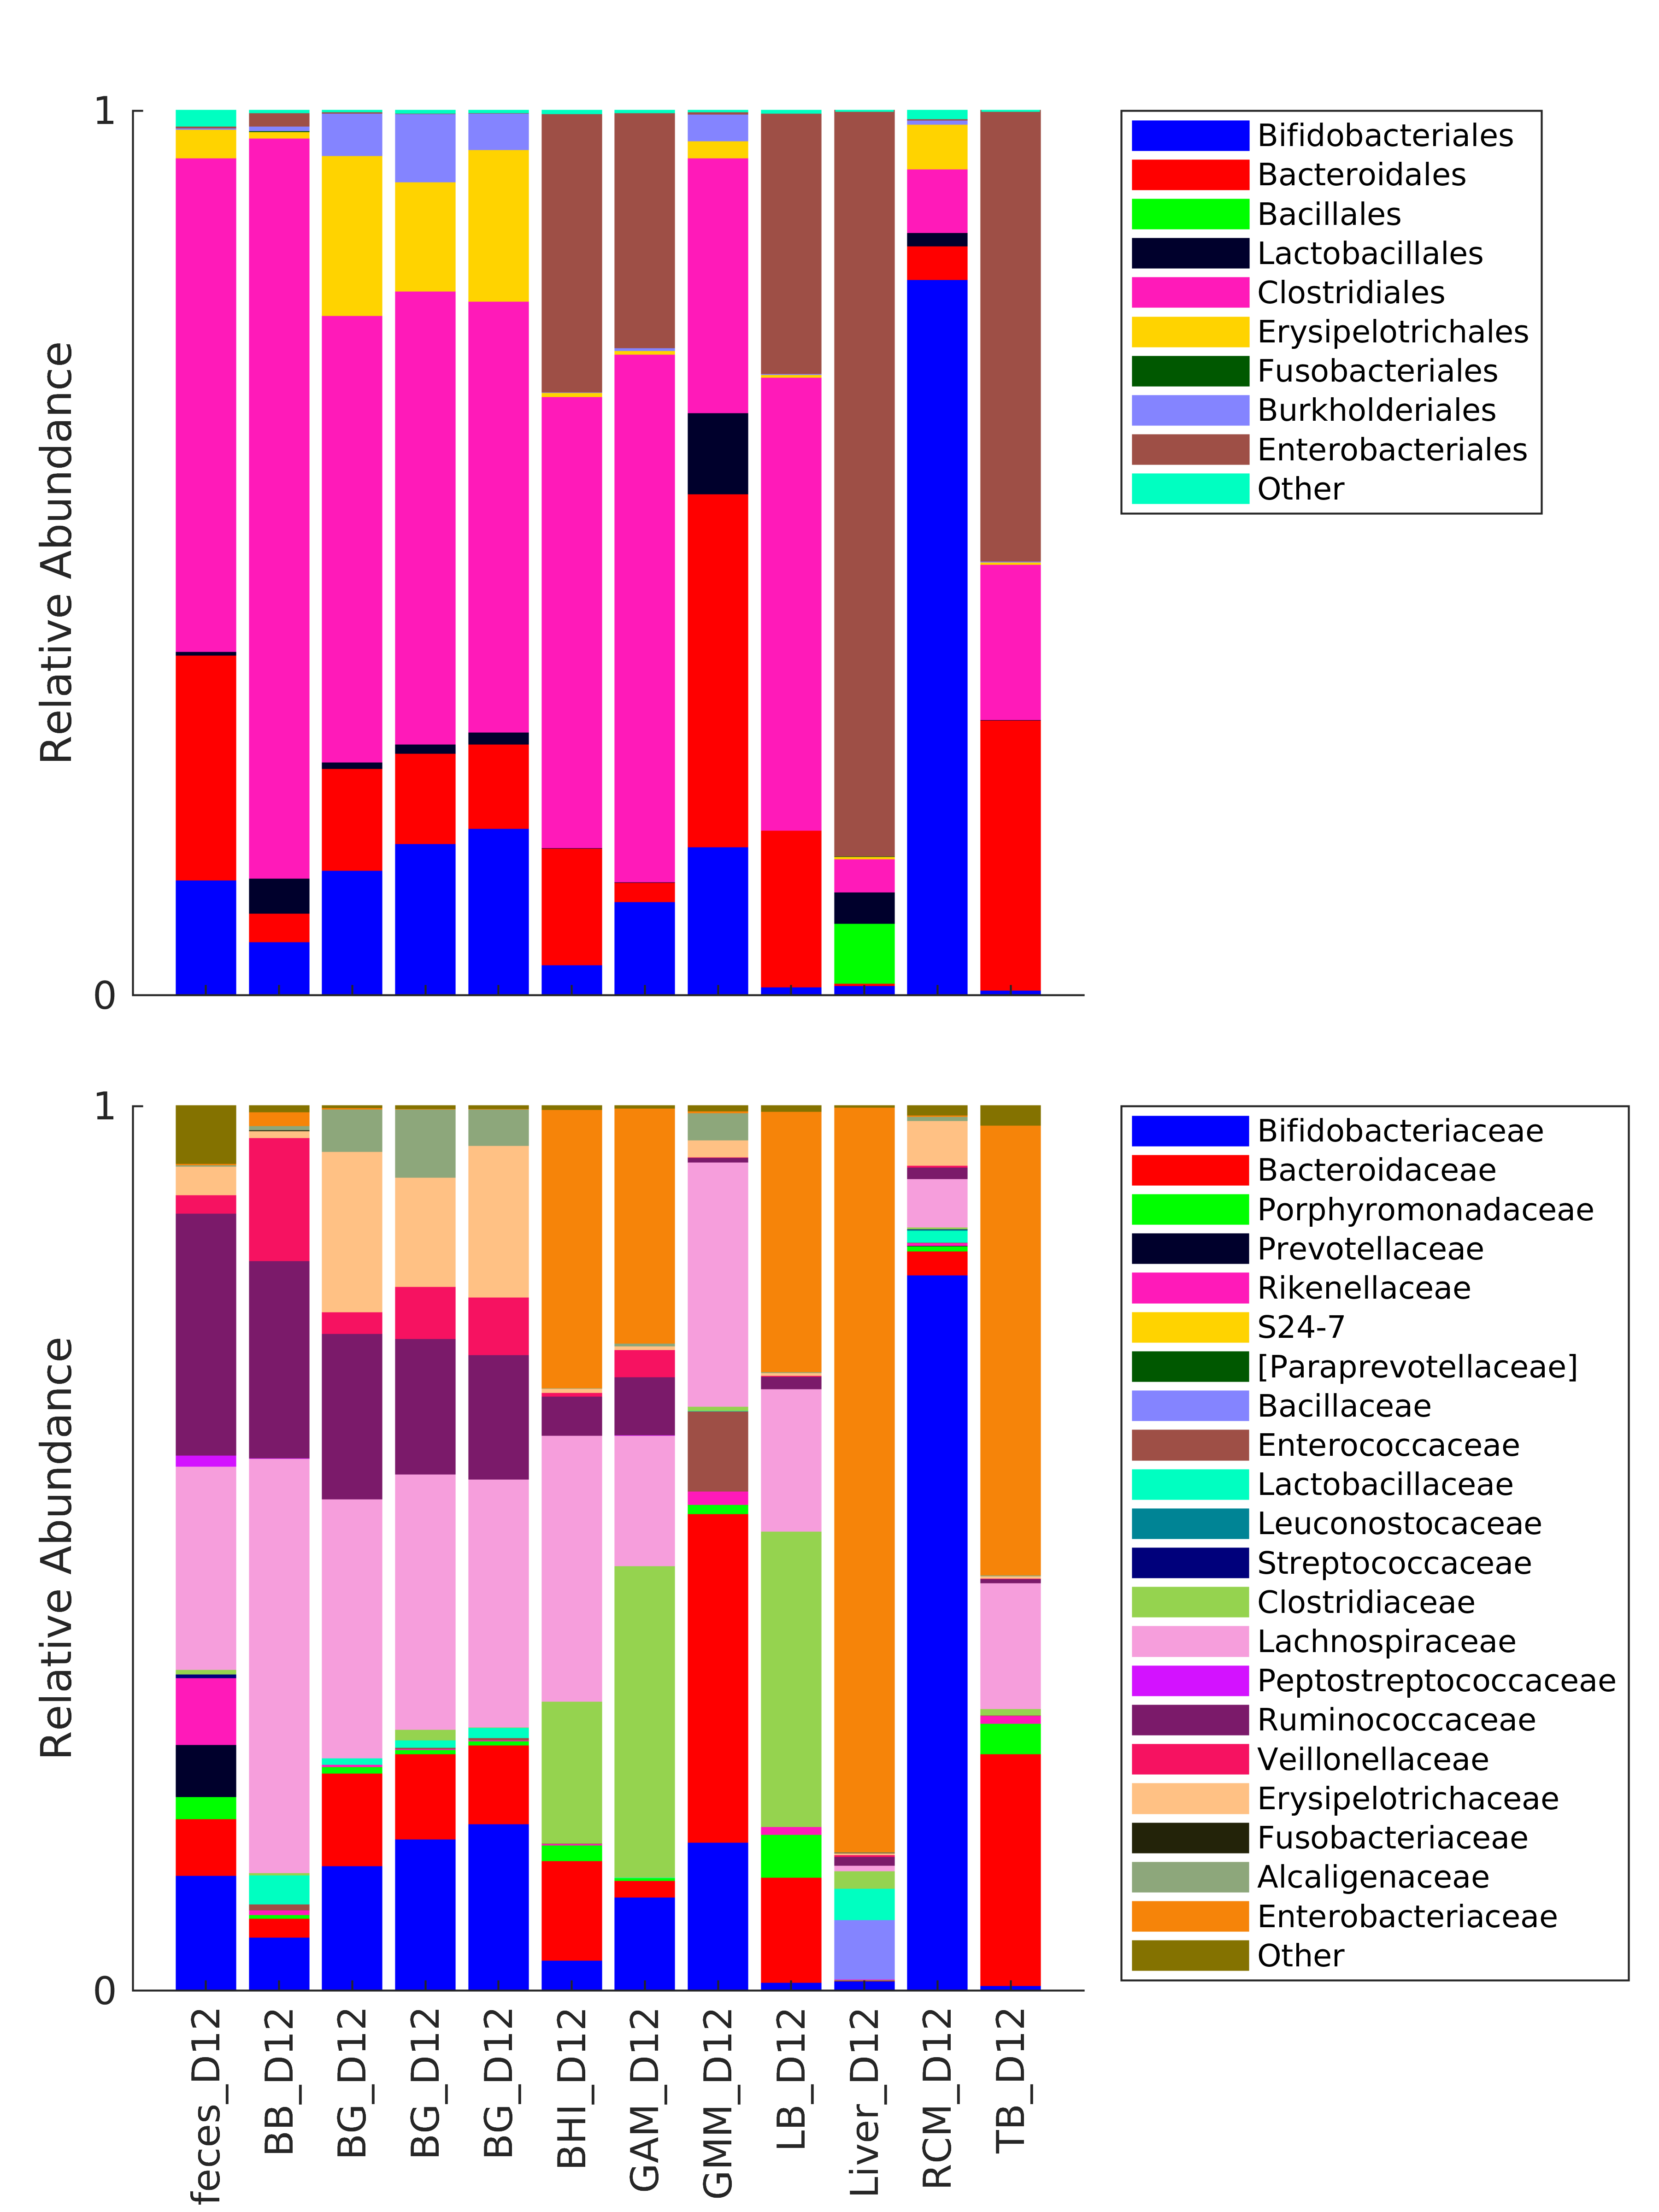 1
0
Relative Abundance
Bifidobacteriales
Bacteroidales
Bacillales
Lactobacillales
Clostridiales
Erysipelotrichales
Fusobacteriales
Burkholderiales
Enterobacteriales
Other
1
0
Relative Abundance
Bifidobacteriaceae
Bacteroidaceae
Porphyromonadaceae
Prevotellaceae
Rikenellaceae
S24-7
[Paraprevotellaceae]
Bacillaceae
Enterococcaceae
Lactobacillaceae
Leuconostocaceae
Streptococcaceae
Clostridiaceae
Lachnospiraceae
Peptostreptococcaceae
Ruminococcaceae
Veillonellaceae
Erysipelotrichaceae
Fusobacteriaceae
Alcaligenaceae
Enterobacteriaceae
Other
feces_D12
BB_D12
BG_D12
BG_D12
BG_D12
BHI_D12
GAM_D12
GMM_D12
LB_D12
Liver_D12
RCM_D12
TB_D12